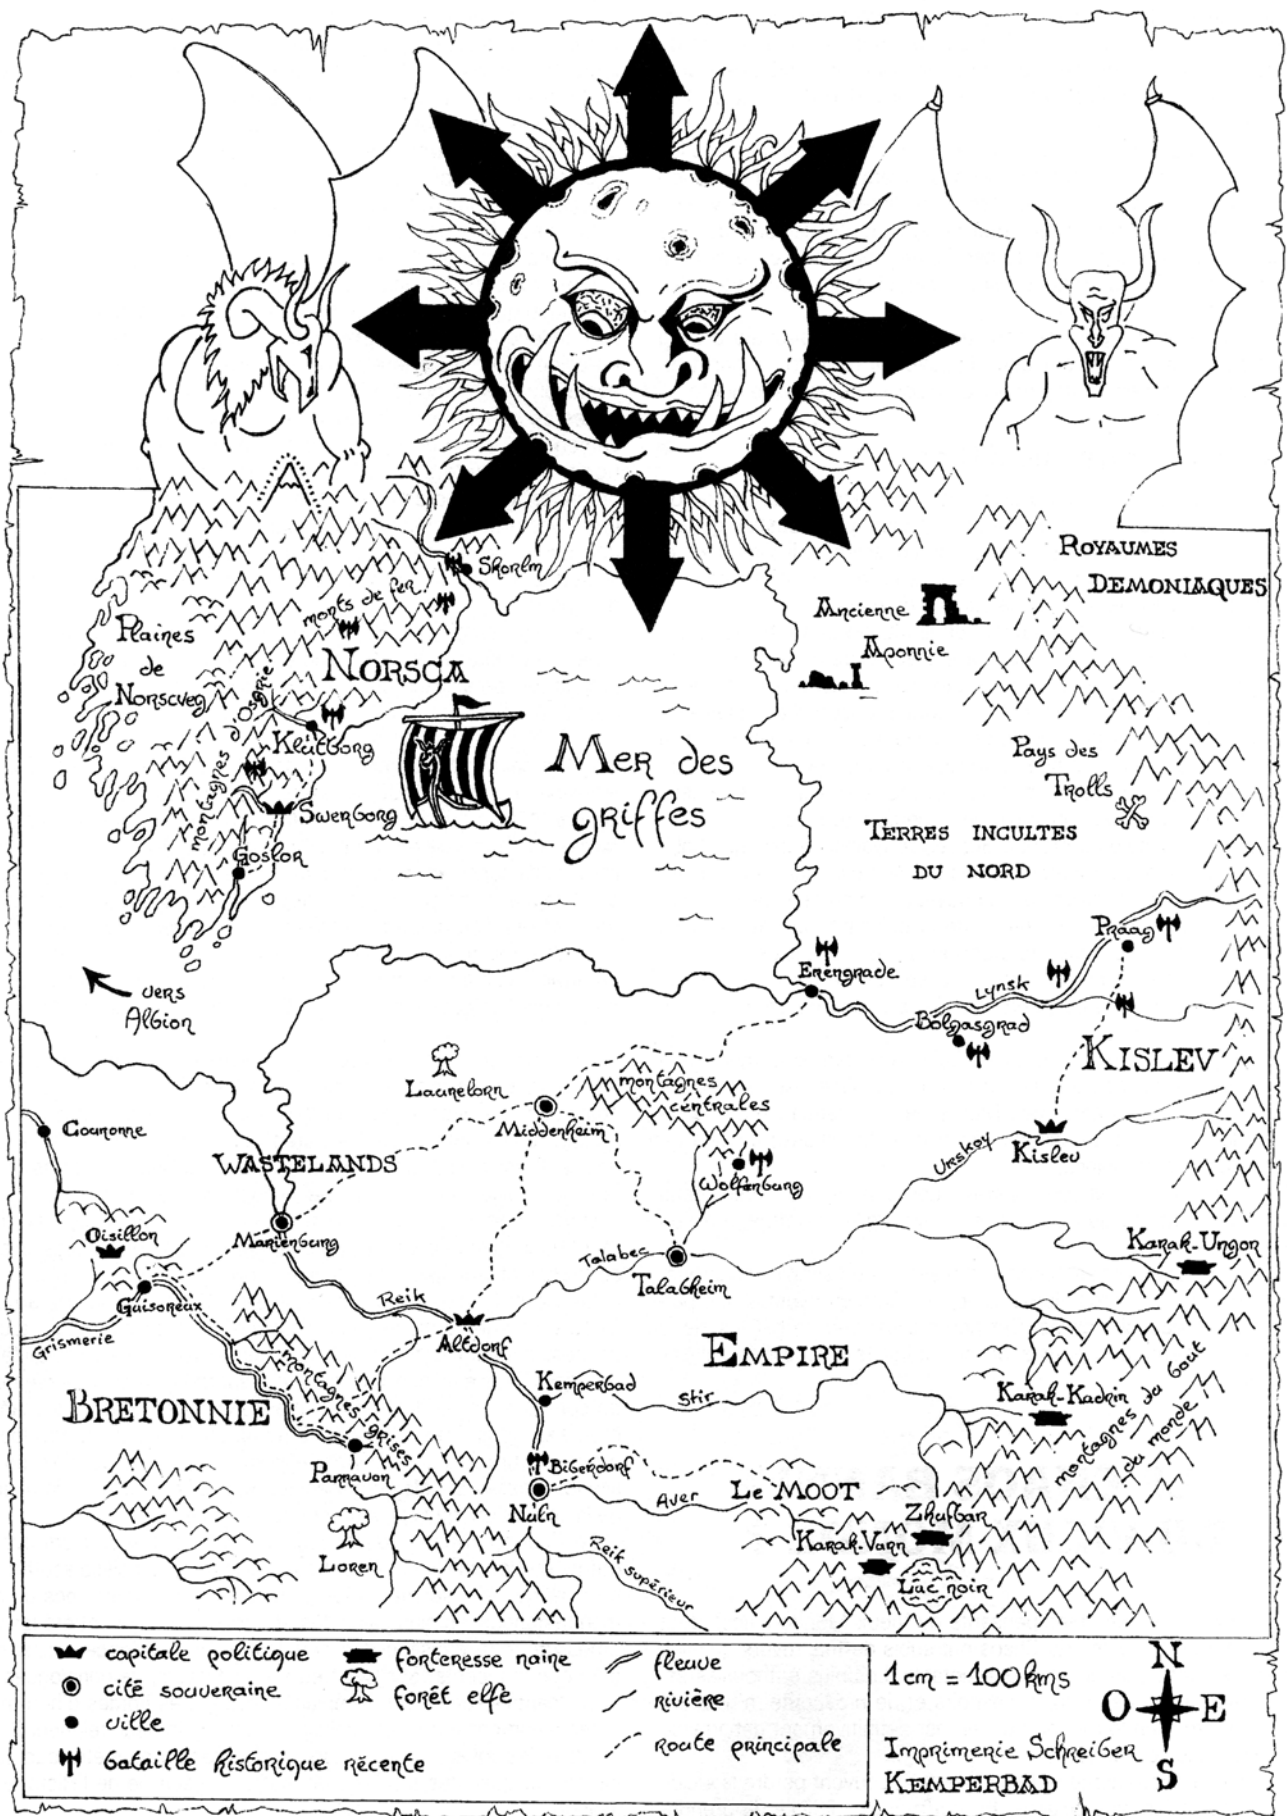 ROYAUMES
DEMONIAQUES
Skorlm
monts de fer
Ancienne
Aponnie
Plaines
de
Norscveg
NORSCA
montagnes d'Osgrie
Klutborg
Swenborg
Goslor
MER des
griffes
Pays des
Trolls
TERRES INCULTES
DU NORD
Praag
Erengrade
Lynsk
Bolgasgrad
KISLEV
vers
Albion
Laurelorn
montagnes
centrales
Middenheim
Couronne
WASTELANDS
Urskoy
Kislev
Wolfenburg
Oisillon
Marienburg
Talabec
Talabheim
Karak-Ungor
Guisoreux
Reik
Grismerie
Altdorf
EMPIRE
montagnes grises
Kemperbad
Stir
Karak-Kadrin
montagnes du bout
du monde
BRETONNIE
Parravon
Bigerdorf
Aver
Le MOOT
Nuln
Zhufbar
Karak-Varn
Reik supérieur
Loren
Lac noir
capitale politique
cité souveraine
ville
bataille historique récente
forteresse naine
forêt elfe
fleuve
rivière
route principale
1cm = 100kms
Imprimerie Schreiber
KEMPERBAD
N
O E
S